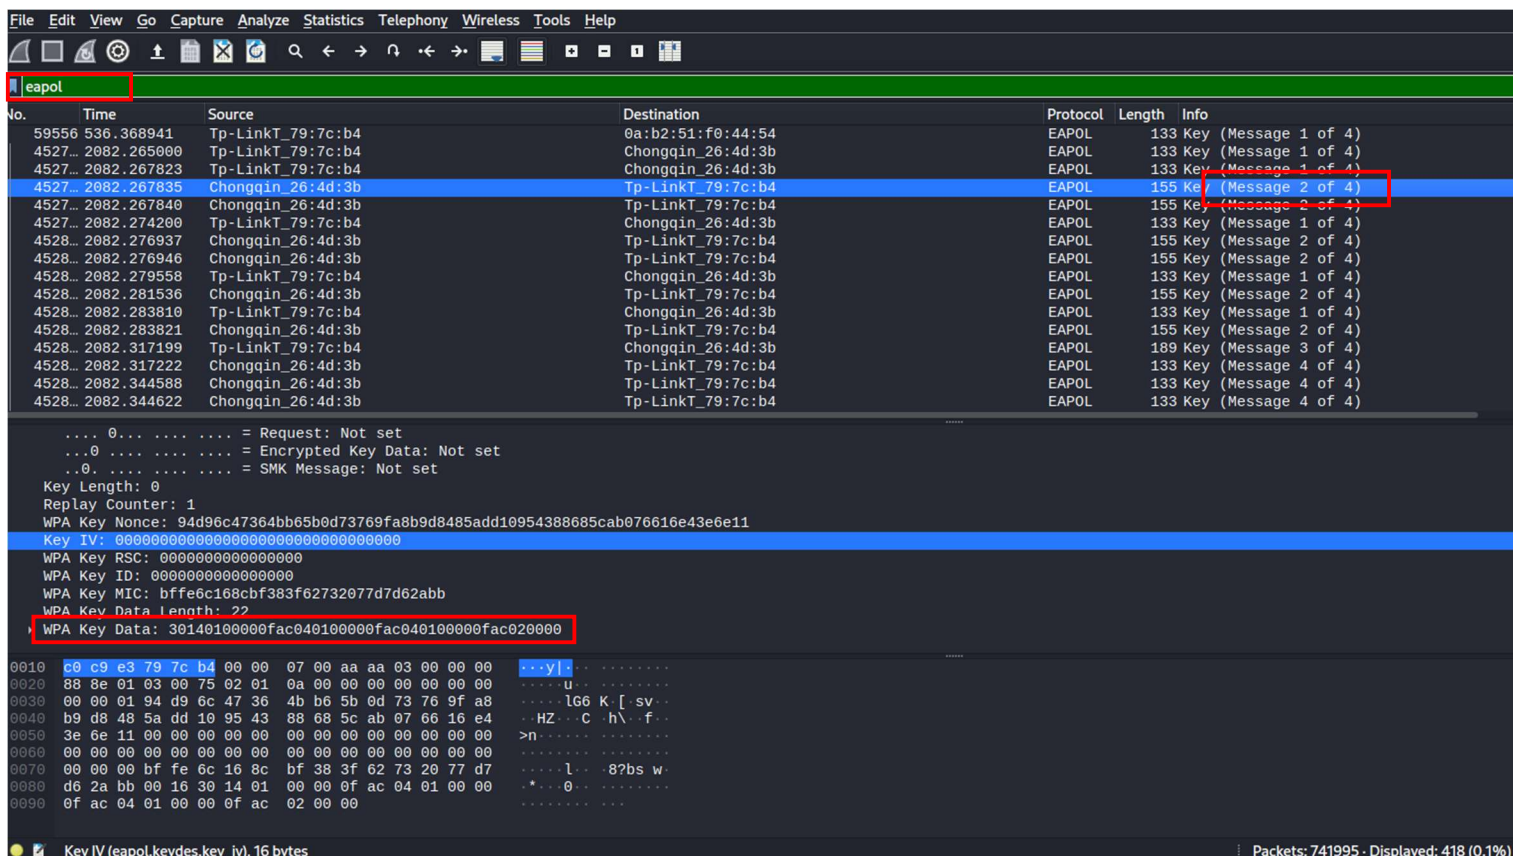 File Edit View Go Capture Analyze Statistics Telephony Wireless Tools Help
eapol
No. Time Source Destination Protocol Length Info
59556 536.368941 Tp-LinkT_79:7c:b4 0a:b2:51:f0:44:54 EAPOL 133 Key (Message 1 of 4)
4527… 2082.265000 Tp-LinkT_79:7c:b4 Chongqin_26:4d:3b EAPOL 133 Key (Message 1 of 4)
4527… 2082.267823 Tp-LinkT_79:7c:b4 Chongqin_26:4d:3b EAPOL 133 Key (Message 1 of 4)
4527… 2082.267835 Chongqin_26:4d:3b Tp-LinkT_79:7c:b4 EAPOL 155 Key (Message 2 of 4)
4527… 2082.267840 Chongqin_26:4d:3b Tp-LinkT_79:7c:b4 EAPOL 155 Key (Message 2 of 4)
4527… 2082.274200 Tp-LinkT_79:7c:b4 Chongqin_26:4d:3b EAPOL 133 Key (Message 1 of 4)
4528… 2082.276937 Chongqin_26:4d:3b Tp-LinkT_79:7c:b4 EAPOL 155 Key (Message 2 of 4)
4528… 2082.276946 Chongqin_26:4d:3b Tp-LinkT_79:7c:b4 EAPOL 155 Key (Message 2 of 4)
4528… 2082.279558 Tp-LinkT_79:7c:b4 Chongqin_26:4d:3b EAPOL 133 Key (Message 1 of 4)
4528… 2082.281536 Chongqin_26:4d:3b Tp-LinkT_79:7c:b4 EAPOL 155 Key (Message 2 of 4)
4528… 2082.283810 Tp-LinkT_79:7c:b4 Chongqin_26:4d:3b EAPOL 133 Key (Message 1 of 4)
4528… 2082.283821 Chongqin_26:4d:3b Tp-LinkT_79:7c:b4 EAPOL 155 Key (Message 2 of 4)
4528… 2082.317199 Tp-LinkT_79:7c:b4 Chongqin_26:4d:3b EAPOL 189 Key (Message 3 of 4)
4528… 2082.317222 Chongqin_26:4d:3b Tp-LinkT_79:7c:b4 EAPOL 133 Key (Message 4 of 4)
4528… 2082.344588 Chongqin_26:4d:3b Tp-LinkT_79:7c:b4 EAPOL 133 Key (Message 4 of 4)
4528… 2082.344622 Chongqin_26:4d:3b Tp-LinkT_79:7c:b4 EAPOL 133 Key (Message 4 of 4)
.... 0... .... .... = Request: Not set
...0 .... .... .... = Encrypted Key Data: Not set
..0. .... .... .... = SMK Message: Not set
Key Length: 0
Replay Counter: 1
WPA Key Nonce: 94d96c47364bb65b0d73769fa8b9d8485add10954388685cab076616e43e6e11
Key IV: 00000000000000000000000000000000
WPA Key RSC: 0000000000000000
WPA Key ID: 0000000000000000
WPA Key MIC: bffe6c168cbf383f62732077d7d62abb
WPA Key Data Length: 22
WPA Key Data: 30140100000fac040100000fac040100000fac020000
0010 c0 c9 e3 79 7c b4 00 00 07 00 aa aa 03 00 00 00 ···y|··· ········
0020 88 8e 01 03 00 75 02 01 0a 00 00 00 00 00 00 00 ·····u·· ········
0030 00 00 01 94 d9 6c 47 36 4b b6 5b 0d 73 76 9f a8 ·····lG6 K·[·sv··
0040 b9 d8 48 5a dd 10 95 43 88 68 5c ab 07 66 16 e4 ··HZ···C ·h\··f··
0050 3e 6e 11 00 00 00 00 00 00 00 00 00 00 00 00 00 >n······ ········
0060 00 00 00 00 00 00 00 00 00 00 00 00 00 00 00 00 ········ ········
0070 00 00 00 bf fe 6c 16 8c bf 38 3f 62 73 20 77 d7 ·····l·· ·8?bs w·
0080 d6 2a bb 00 16 30 14 01 00 00 0f ac 04 01 00 00 ·*···0·· ········
0090 0f ac 04 01 00 00 0f ac 02 00 00 ········ ···
Key IV (eapol.keydes.key_iv), 16 bytes Packets: 741995 · Displayed: 418 (0.1%)